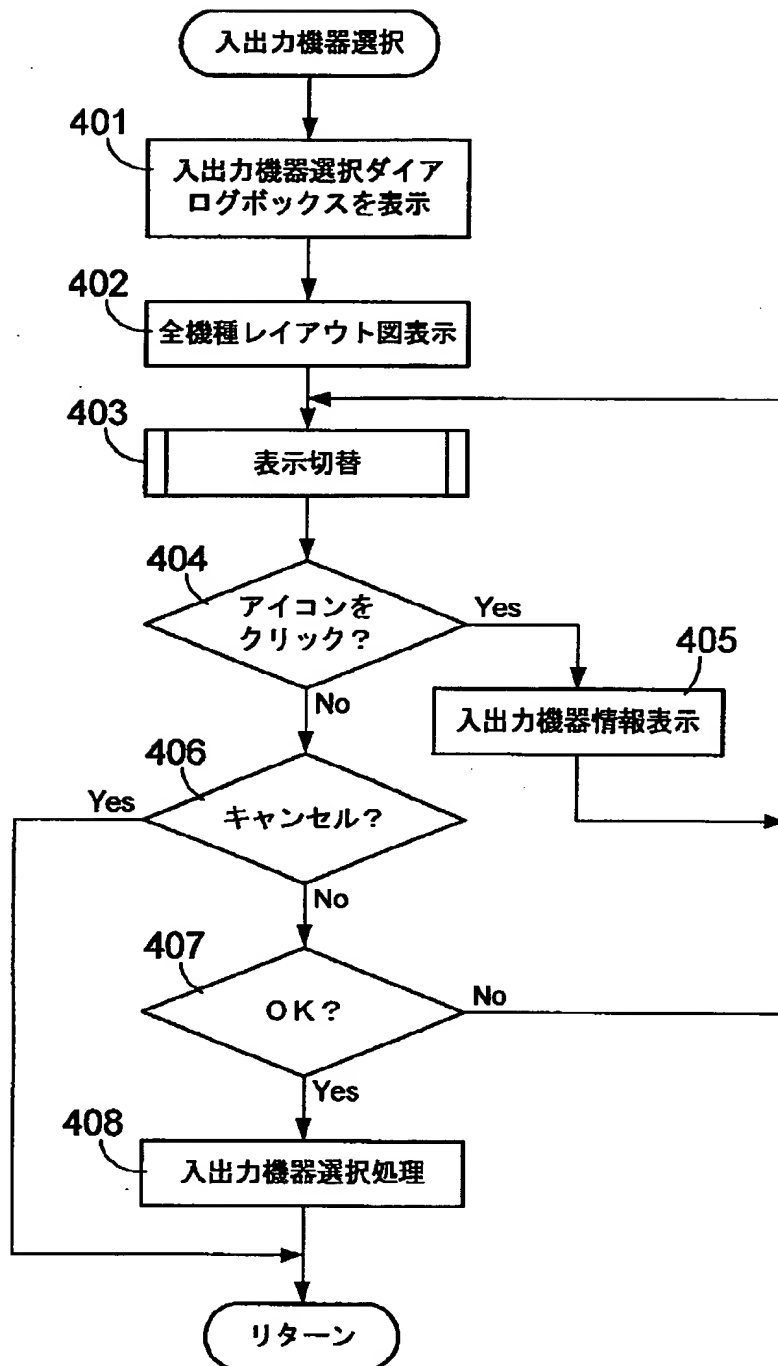 入出力機器選択
401
入出力機器選択ダイア
ログボックスを表示
402
全機種レイアウト図表示
403
表示切替
404
アイコンを
クリック?
Yes
No
405
入出力機器情報表示
406
キャンセル?
Yes
No
407
OK?
No
Yes
408
入出力機器選択処理
リターン